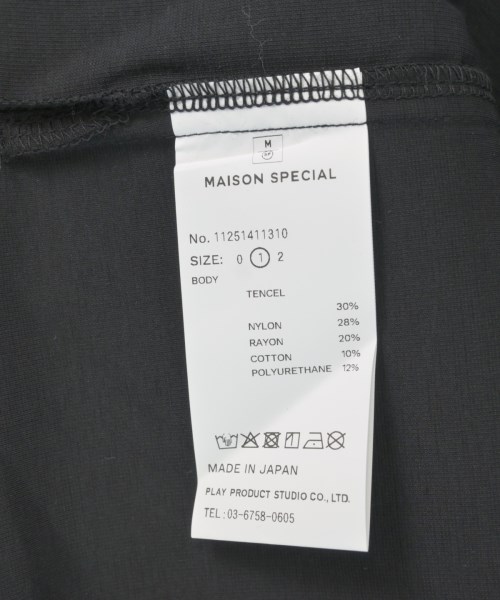 M
MAISON SPECIAL
No. 11251411310
SIZE: 0 1 2
BODY
TENCEL
30%
NYLON 28%
RAYON 20%
COTTON 10%
POLYURETHANE 12%
MADE IN JAPAN
PLAY PRODUCT STUDIO CO., LTD.
TEL : 03-6758-0605